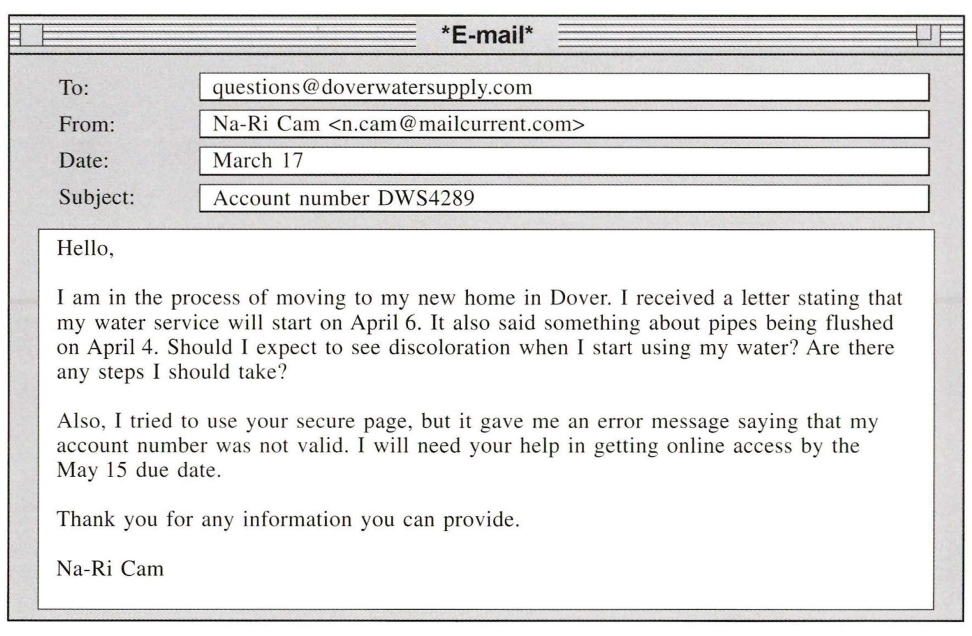 *E-mail*
To: questions@doverwatersupply.com
From: Na-Ri Cam <n.cam@mailcurrent.com>
Date: March 17
Subject: Account number DWS4289
Hello,
I am in the process of moving to my new home in Dover. I received a letter stating that
my water service will start on April 6. It also said something about pipes being flushed
on April 4. Should I expect to see discoloration when I start using my water? Are there
any steps I should take?
Also, I tried to use your secure page, but it gave me an error message saying that my
account number was not valid. I will need your help in getting online access by the
May 15 due date.
Thank you for any information you can provide.
Na-Ri Cam